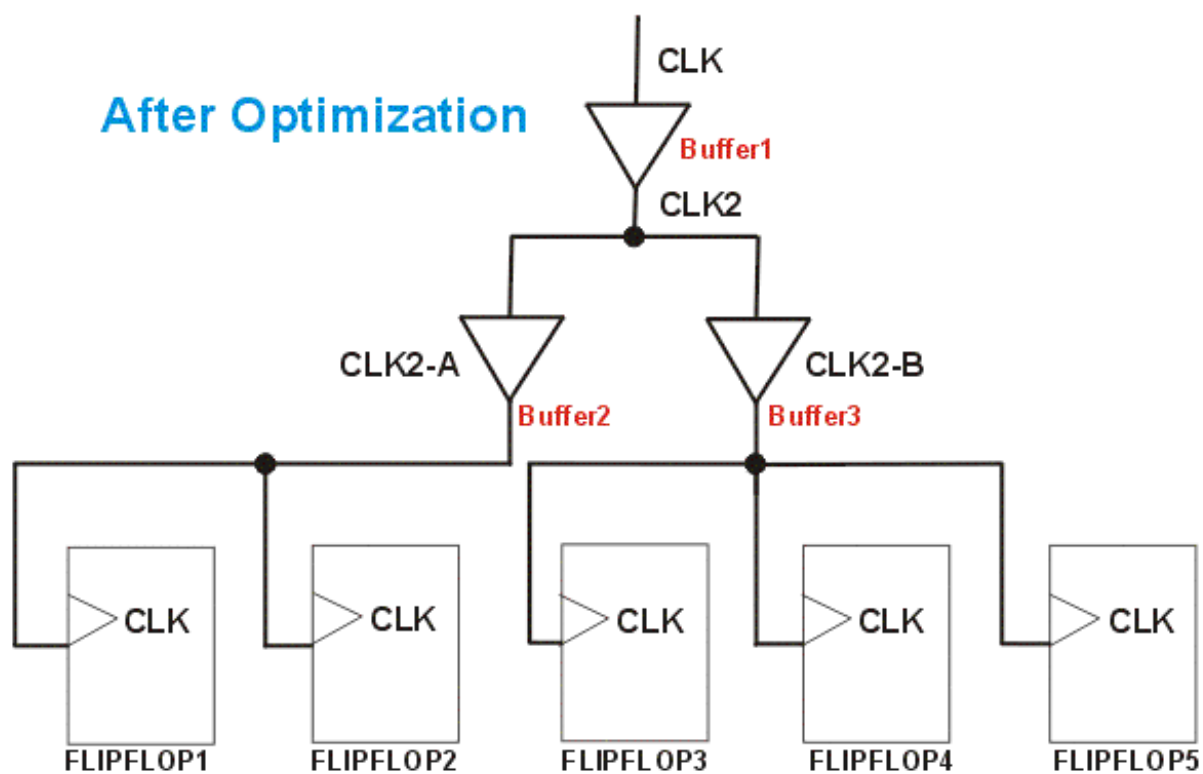 CLK
After Optimization
Buffer1
CLK2
CLK2-A
CLK2-B
Buffer2
Buffer3
CLK
CLK
CLK
CLK
CLK
FLIPFLOP1
FLIPFLOP2
FLIPFLOP3
FLIPFLOP4
FLIPFLOP5